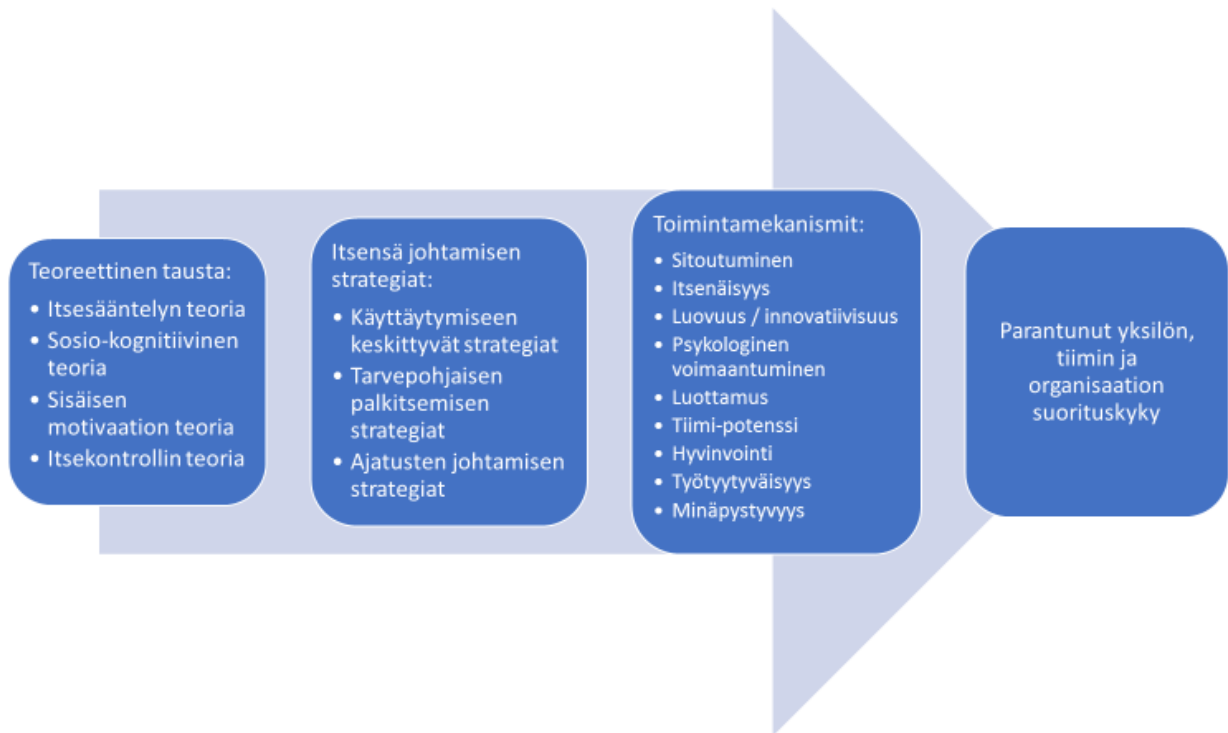 Teoreettinen tausta:
• Itsesääntelyn teoria
• Sosio-kognitiivinen
teoria
• Sisäisen
motivaation teoria
• Itsekontrollin teoria
Itsensä johtamisen
strategiat:
• Käyttäytymiseen
keskittyvät strategiat
• Tarvepohjaisen
palkitsemisen
strategiat
• Ajatusten johtamisen
strategiat
Toimintamekanismit:
• Sitoutuminen
• Itsenäisyys
• Luovuus / innovatiivisuus
• Psykologinen
voimaantuminen
• Luottamus
• Tiimi-potenssi
• Hyvinvointi
• Työtyytyväisyys
• Minäpystyvyys
Parantunut yksilön,
tiimin ja
organisaation
suorituskyky